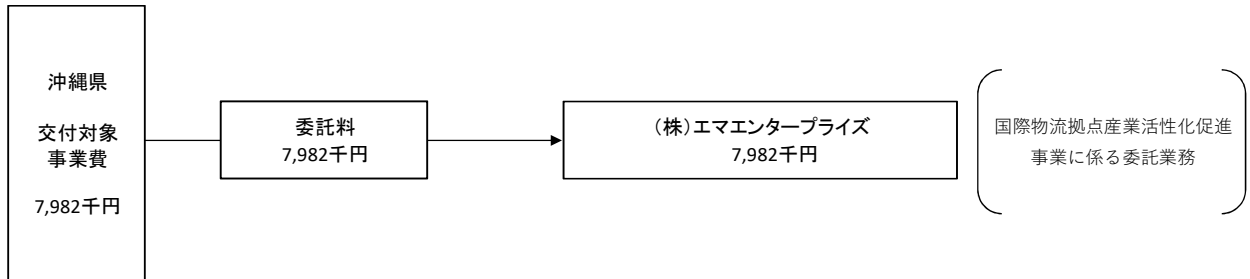 沖縄県
交付対象
事業費
7,982千円
委託料
7,982千円
（株）エマエンタープライズ
7,982千円
国際物流拠点産業活性化促進
事業に係る委託業務